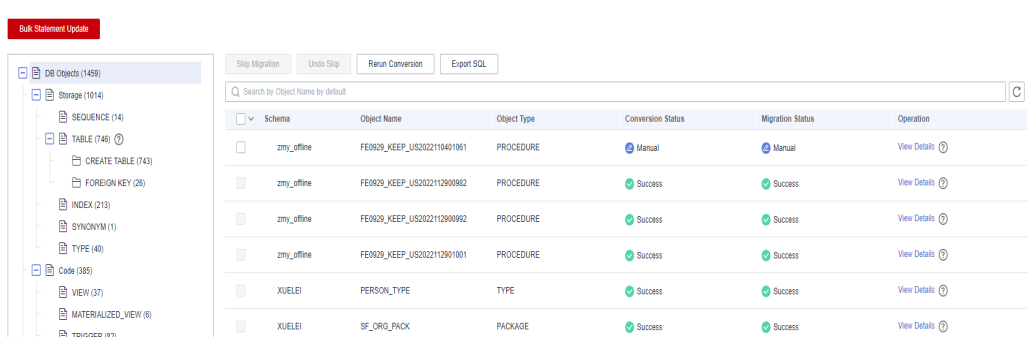 Bulk Statement Update
DB Objects (1459)
Storage (1014)
SEQUENCE (14)
TABLE (746)
CREATE TABLE (743)
FOREIGN KEY (26)
INDEX (213)
SYNONYM (1)
TYPE (40)
Code (385)
VIEW (37)
MATERIALIZED_VIEW (6)
TRIGGER (82)
Skip Migration Undo Skip Rerun Conversion Export SQL
Search by Object Name by default
Schema Object Name Object Type Conversion Status Migration Status Operation
zmy_offline FE0929_KEEP_US2022110401061 PROCEDURE Manual Manual View Details
zmy_offline FE0929_KEEP_US2022112900982 PROCEDURE Success Success View Details
zmy_offline FE0929_KEEP_US2022112900992 PROCEDURE Success Success View Details
zmy_offline FE0929_KEEP_US2022112901001 PROCEDURE Success Success View Details
XUELEI PERSON_TYPE TYPE Success Success View Details
XUELEI SF_ORG_PACK PACKAGE Success Success View Details